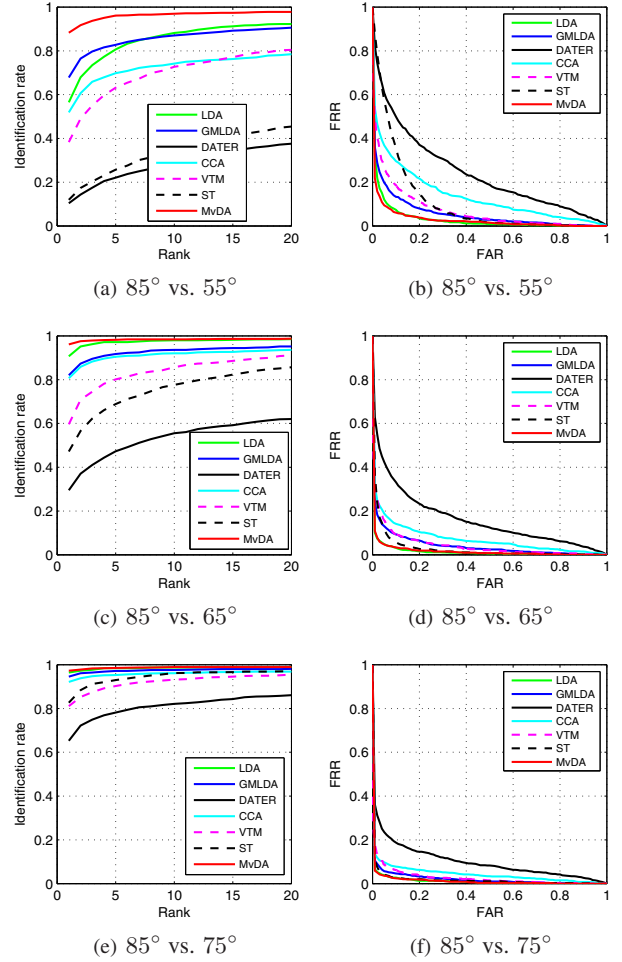 1
0.8
0.6
0.4
0.2
0
0 5 10 15 20
Identification rate
Rank
LDA
GMLDA
DATER
CCA
VTM
ST
MvDA
(a) 85° vs. 55°
1
0.8
0.6
0.4
0.2
0
0 0.2 0.4 0.6 0.8 1
FRR
FAR
LDA
GMLDA
DATER
CCA
VTM
ST
MvDA
(b) 85° vs. 55°
1
0.8
0.6
0.4
0.2
0
0 5 10 15 20
Identification rate
Rank
LDA
GMLDA
DATER
CCA
VTM
ST
MvDA
(c) 85° vs. 65°
1
0.8
0.6
0.4
0.2
0
0 0.2 0.4 0.6 0.8 1
FRR
FAR
LDA
GMLDA
DATER
CCA
VTM
ST
MvDA
(d) 85° vs. 65°
1
0.8
0.6
0.4
0.2
0
0 5 10 15 20
Identification rate
Rank
LDA
GMLDA
DATER
CCA
VTM
ST
MvDA
(e) 85° vs. 75°
1
0.8
0.6
0.4
0.2
0
0 0.2 0.4 0.6 0.8 1
FRR
FAR
LDA
GMLDA
DATER
CCA
VTM
ST
MvDA
(f) 85° vs. 75°